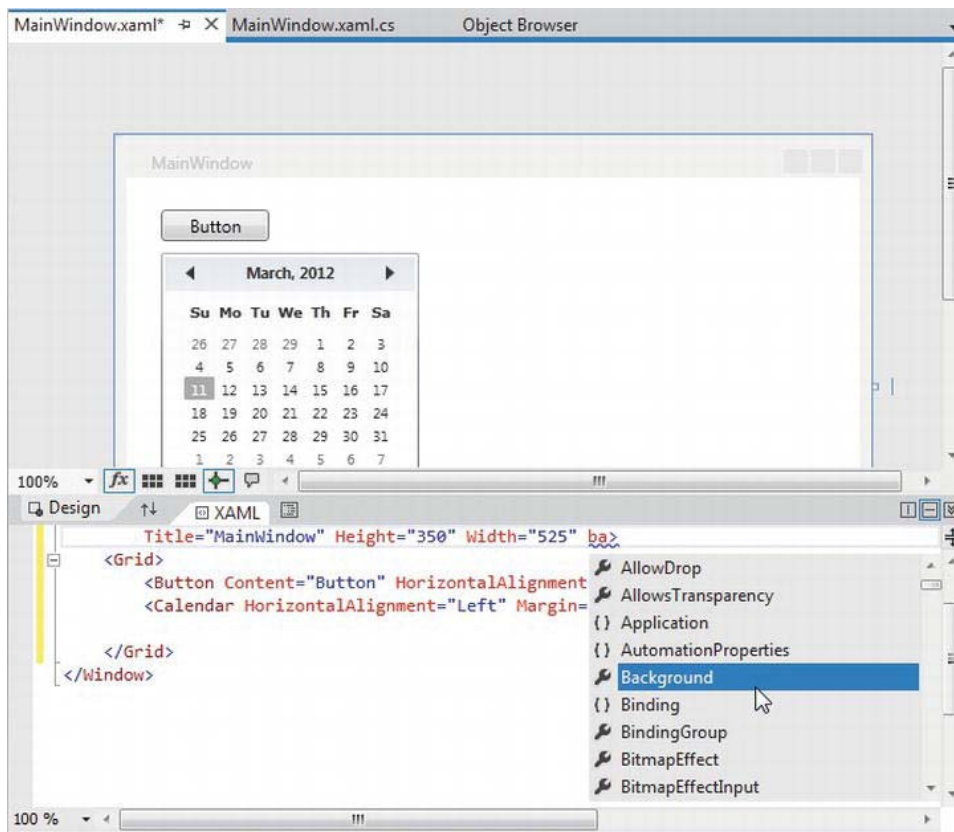 MainWindow.xaml* MainWindow.xaml.cs Object Browser
MainWindow
Button
March, 2012
Su Mo Tu We Th Fr Sa
26 27 28 29 1 2 3
4 5 6 7 8 9 10
11 12 13 14 15 16 17
18 19 20 21 22 23 24
25 26 27 28 29 30 31
1 2 3 4 5 6 7
100% fx
Design XAML
Title="MainWindow" Height="350" Width="525" ba>
<Grid>
<Button Content="Button" HorizontalAlignment
<Calendar HorizontalAlignment="Left" Margin=
</Grid>
</Window>
AllowDrop
AllowsTransparency
{} Application
{} AutomationProperties
Background
{} Binding
BindingGroup
BitmapEffect
BitmapEffectInput
100 %